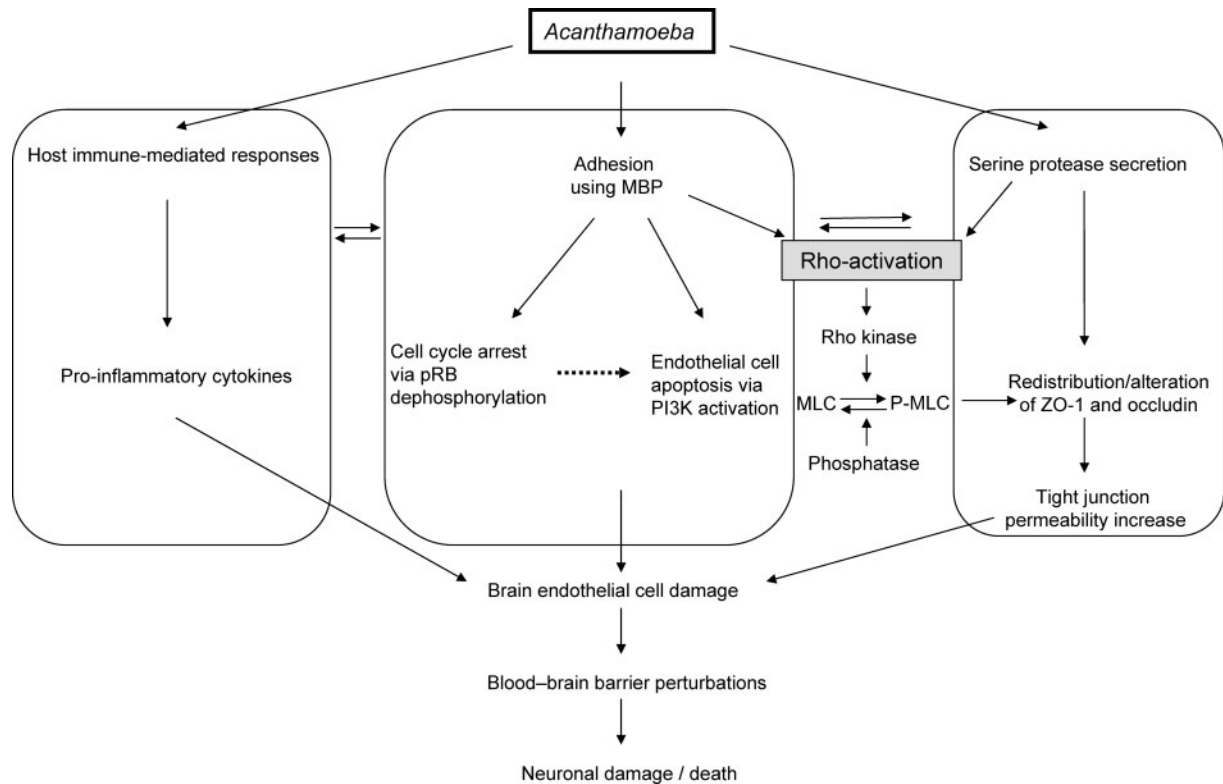 Acanthamoeba
Host immune-mediated responses
Pro-inflammatory cytokines
Adhesion
using MBP
Cell cycle arrest
via pRB
dephosphorylation
Endothelial cell
apoptosis via
PI3K activation
Rho-activation
Rho kinase
MLC
P-MLC
Phosphatase
Serine protease secretion
Redistribution/alteration
of ZO-1 and occludin
Tight junction
permeability increase
Brain endothelial cell damage
Blood–brain barrier perturbations
Neuronal damage / death